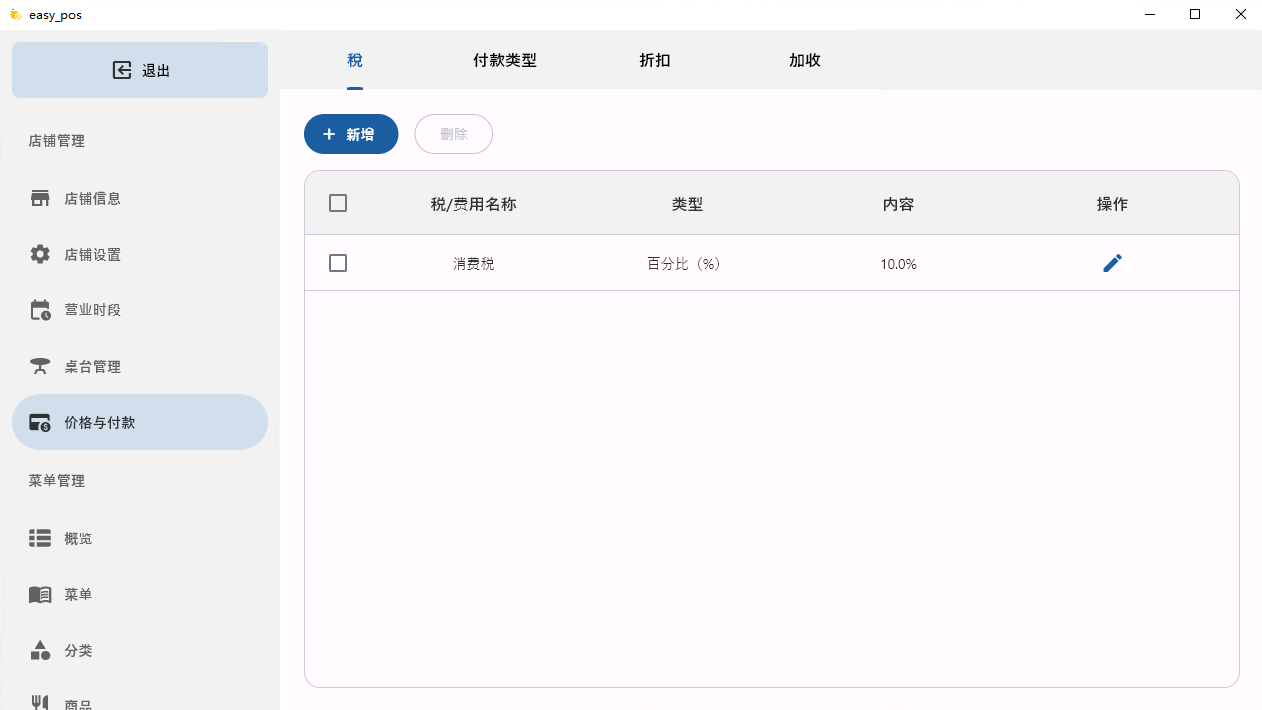 easy_pos
退出
店铺管理
店铺信息
店铺设置
营业时段
桌台管理
价格与付款
菜单管理
概览
菜单
分类
商品
税 付款类型 折扣 加收
新增 删除
税/费用名称 类型 内容 操作
消费税 百分比（%） 10.0%